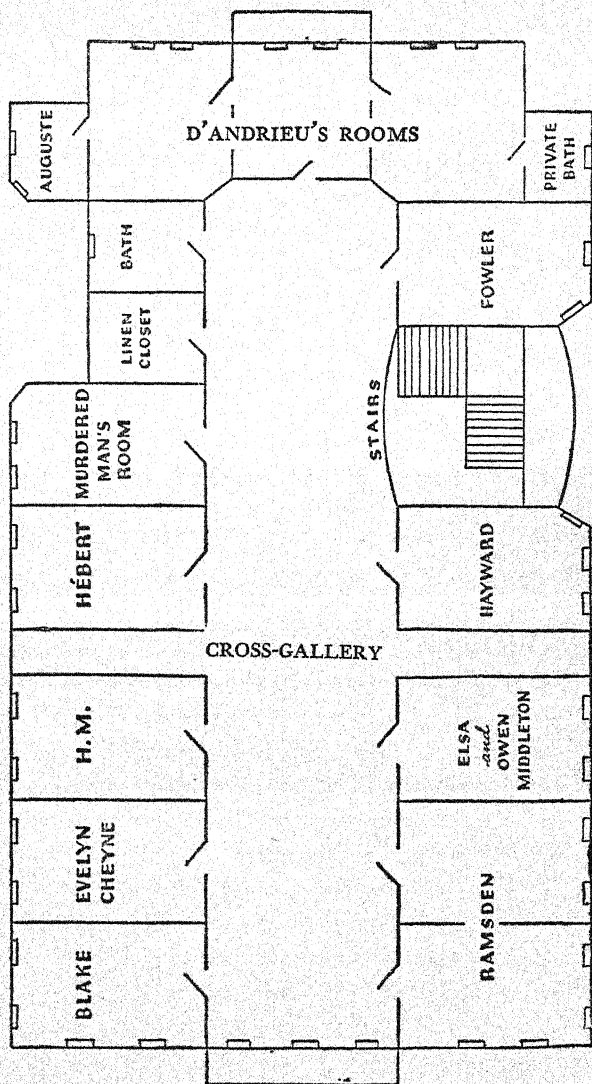 D'ANDRIEU'S ROOMS
AUGUSTE
PRIVATE
BATH
BATH
FOWLER
LINEN
CLOSET
STAIRS
MURDERED
MAN'S
ROOM
HÉBERT
HAYWARD
CROSS-GALLERY
H.M.
ELSA
and
OWEN
MIDDLETON
EVELYN
CHEYNE
RAMSDEN
BLAKE